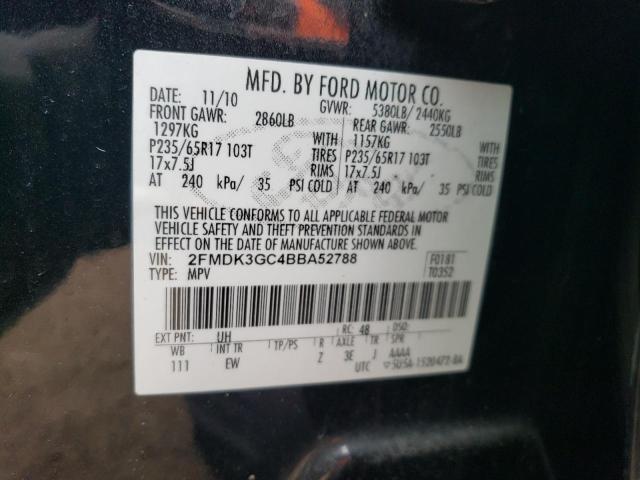 MFD. BY FORD MOTOR CO.
DATE: 11/10 GVWR: 5380LB/ 2440KG
FRONT GAWR: 2860LB REAR GAWR: 2550LB
1297KG WITH 1157KG WITH
P235/65R17 103T TIRES P235/65R17 103T TIRES
17x7.5J RIMS 17x7.5J RIMS
AT 240 kPa/ 35 PSI COLD AT 240 kPa/ 35 PSI COLD
THIS VEHICLE CONFORMS TO ALL APPLICABLE FEDERAL MOTOR
VEHICLE SAFETY AND THEFT PREVENTION STANDARDS IN
EFFECT ON THE DATE OF MANUFACTURE SHOWN ABOVE.
VIN: 2FMDK3GC4BBA52788 F0181
TYPE: MPV T0352
EXT PNT: UH RC: 48 DSO:
WB INT TR TP/PS R AXLE TR SPR
111 EW Z 3E J AAAA
UTC 5U5A-1520472-BA